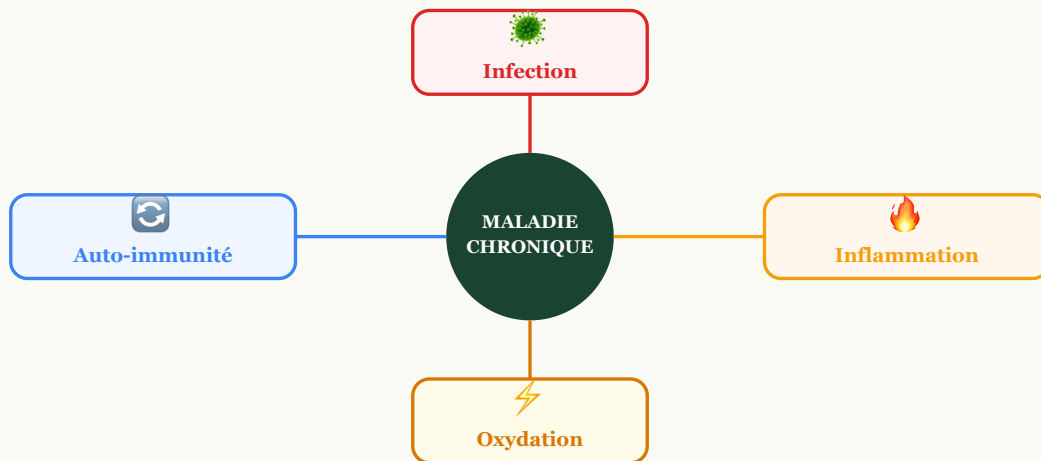 Infection
Auto-immunité
MALADIE
CHRONIQUE
Inflammation
Oxydation